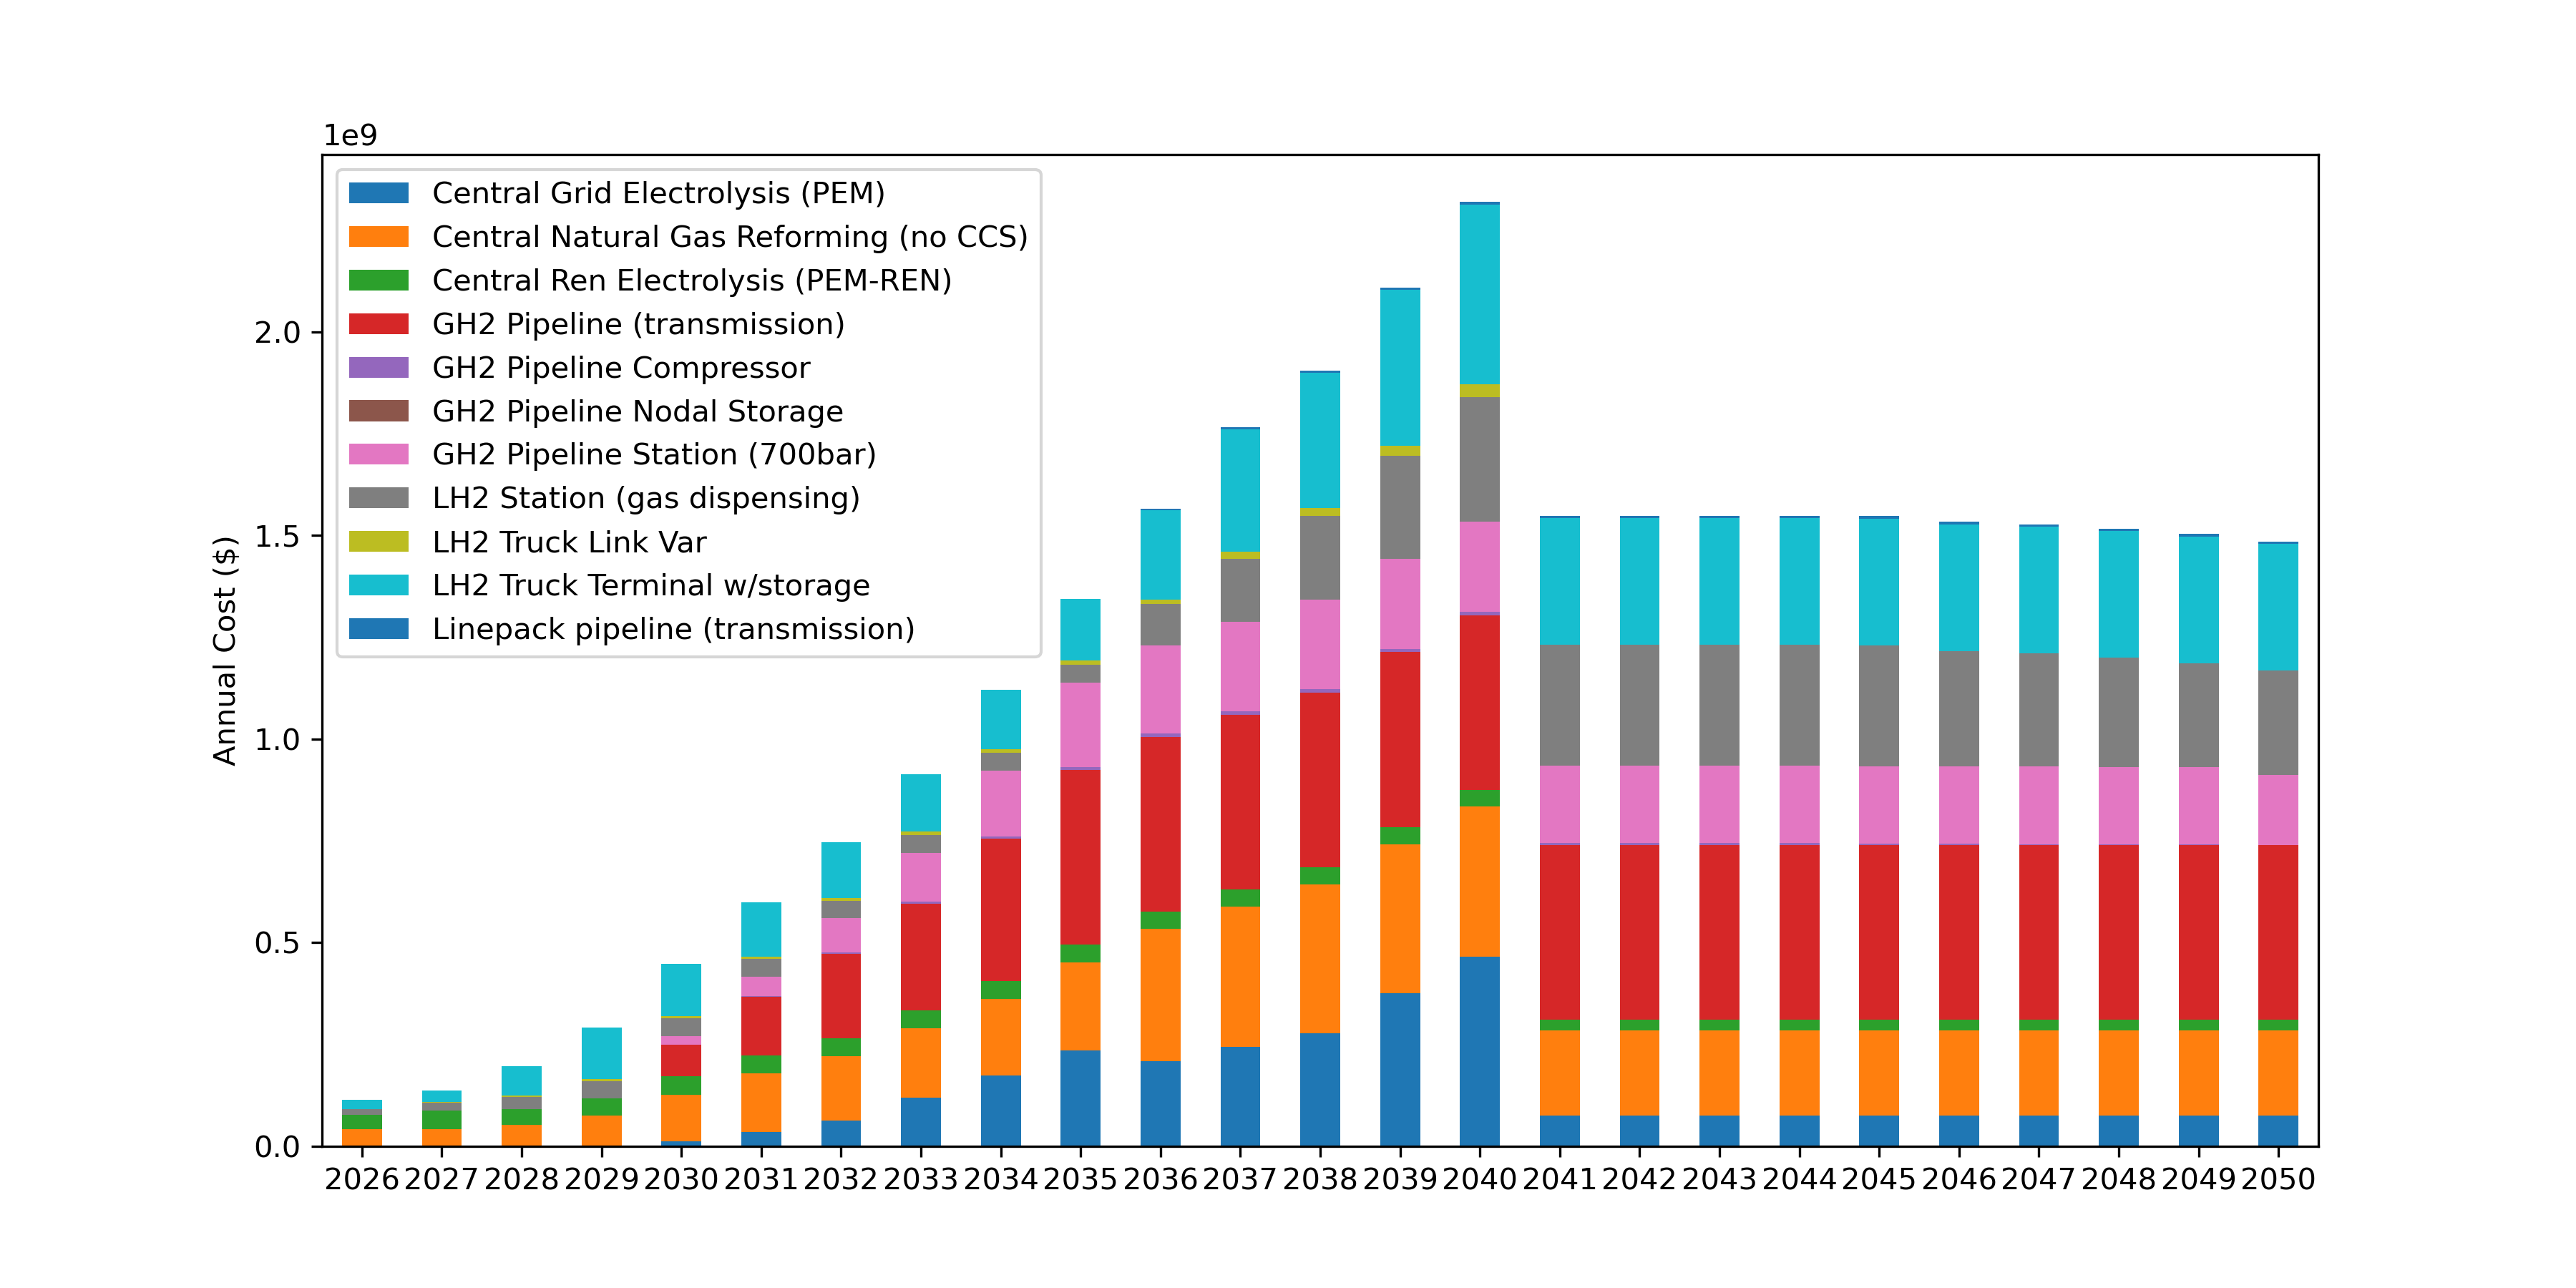 1e9
Central Grid Electrolysis (PEM)
Central Natural Gas Reforming (no CCS)
Central Ren Electrolysis (PEM-REN)
GH2 Pipeline (transmission)
GH2 Pipeline Compressor
GH2 Pipeline Nodal Storage
GH2 Pipeline Station (700bar)
LH2 Station (gas dispensing)
LH2 Truck Link Var
LH2 Truck Terminal w/storage
Linepack pipeline (transmission)
Annual Cost ($)
2.0
1.5
1.0
0.5
0.0
2026 2027 2028 2029 2030 2031 2032 2033 2034 2035 2036 2037 2038 2039 2040 2041 2042 2043 2044 2045 2046 2047 2048 2049 2050